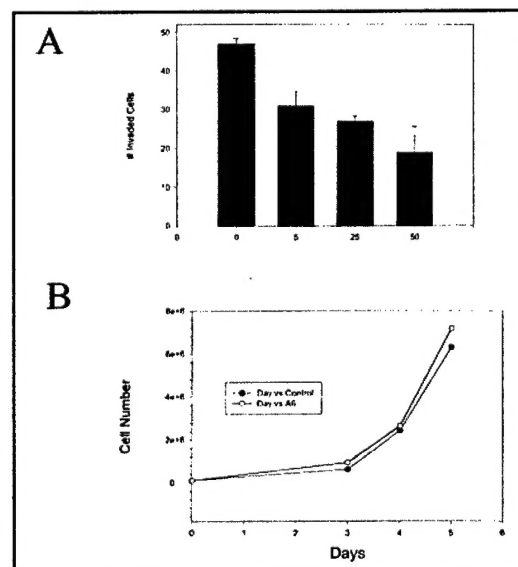 A
# Invaded Cells
50
40
30
20
10
0
0 0 5 25 50
B
Cell Number
8e+6
6e+6
4e+6
2e+6
0
Day vs Control
Day vs A6
0 1 2 3 4 5 6
Days